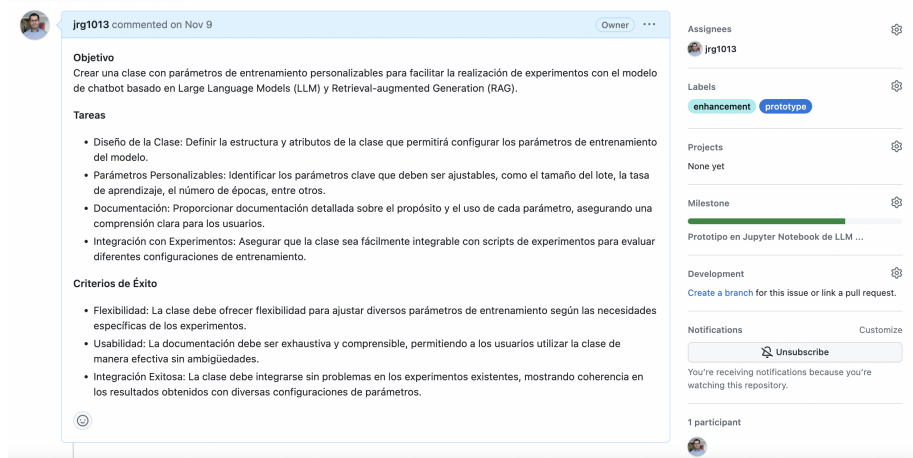 jrg1013 commented on Nov 9
Owner
Objetivo
Crear una clase con parámetros de entrenamiento personalizables para facilitar la realización de experimentos con el modelo
de chatbot basado en Large Language Models (LLM) y Retrieval-augmented Generation (RAG).
Tareas
• Diseño de la Clase: Definir la estructura y atributos de la clase que permitirá configurar los parámetros de entrenamiento
del modelo.
• Parámetros Personalizables: Identificar los parámetros clave que deben ser ajustables, como el tamaño del lote, la tasa
de aprendizaje, el número de épocas, entre otros.
• Documentación: Proporcionar documentación detallada sobre el propósito y el uso de cada parámetro, asegurando una
comprensión clara para los usuarios.
• Integración con Experimentos: Asegurar que la clase sea fácilmente integrable con scripts de experimentos para evaluar
diferentes configuraciones de entrenamiento.
Criterios de Éxito
• Flexibilidad: La clase debe ofrecer flexibilidad para ajustar diversos parámetros de entrenamiento según las necesidades
específicas de los experimentos.
• Usabilidad: La documentación debe ser exhaustiva y comprensible, permitiendo a los usuarios utilizar la clase de
manera efectiva sin ambigüedades.
• Integración Exitosa: La clase debe integrarse sin problemas en los experimentos existentes, mostrando coherencia en
los resultados obtenidos con diversas configuraciones de parámetros.
Assignees
jrg1013
Labels
enhancement prototype
Projects
None yet
Milestone
Prototipo en Jupyter Notebook de LLM ...
Development
Create a branch for this issue or link a pull request.
Notifications Customize
Unsubscribe
You're receiving notifications because you're
watching this repository.
1 participant